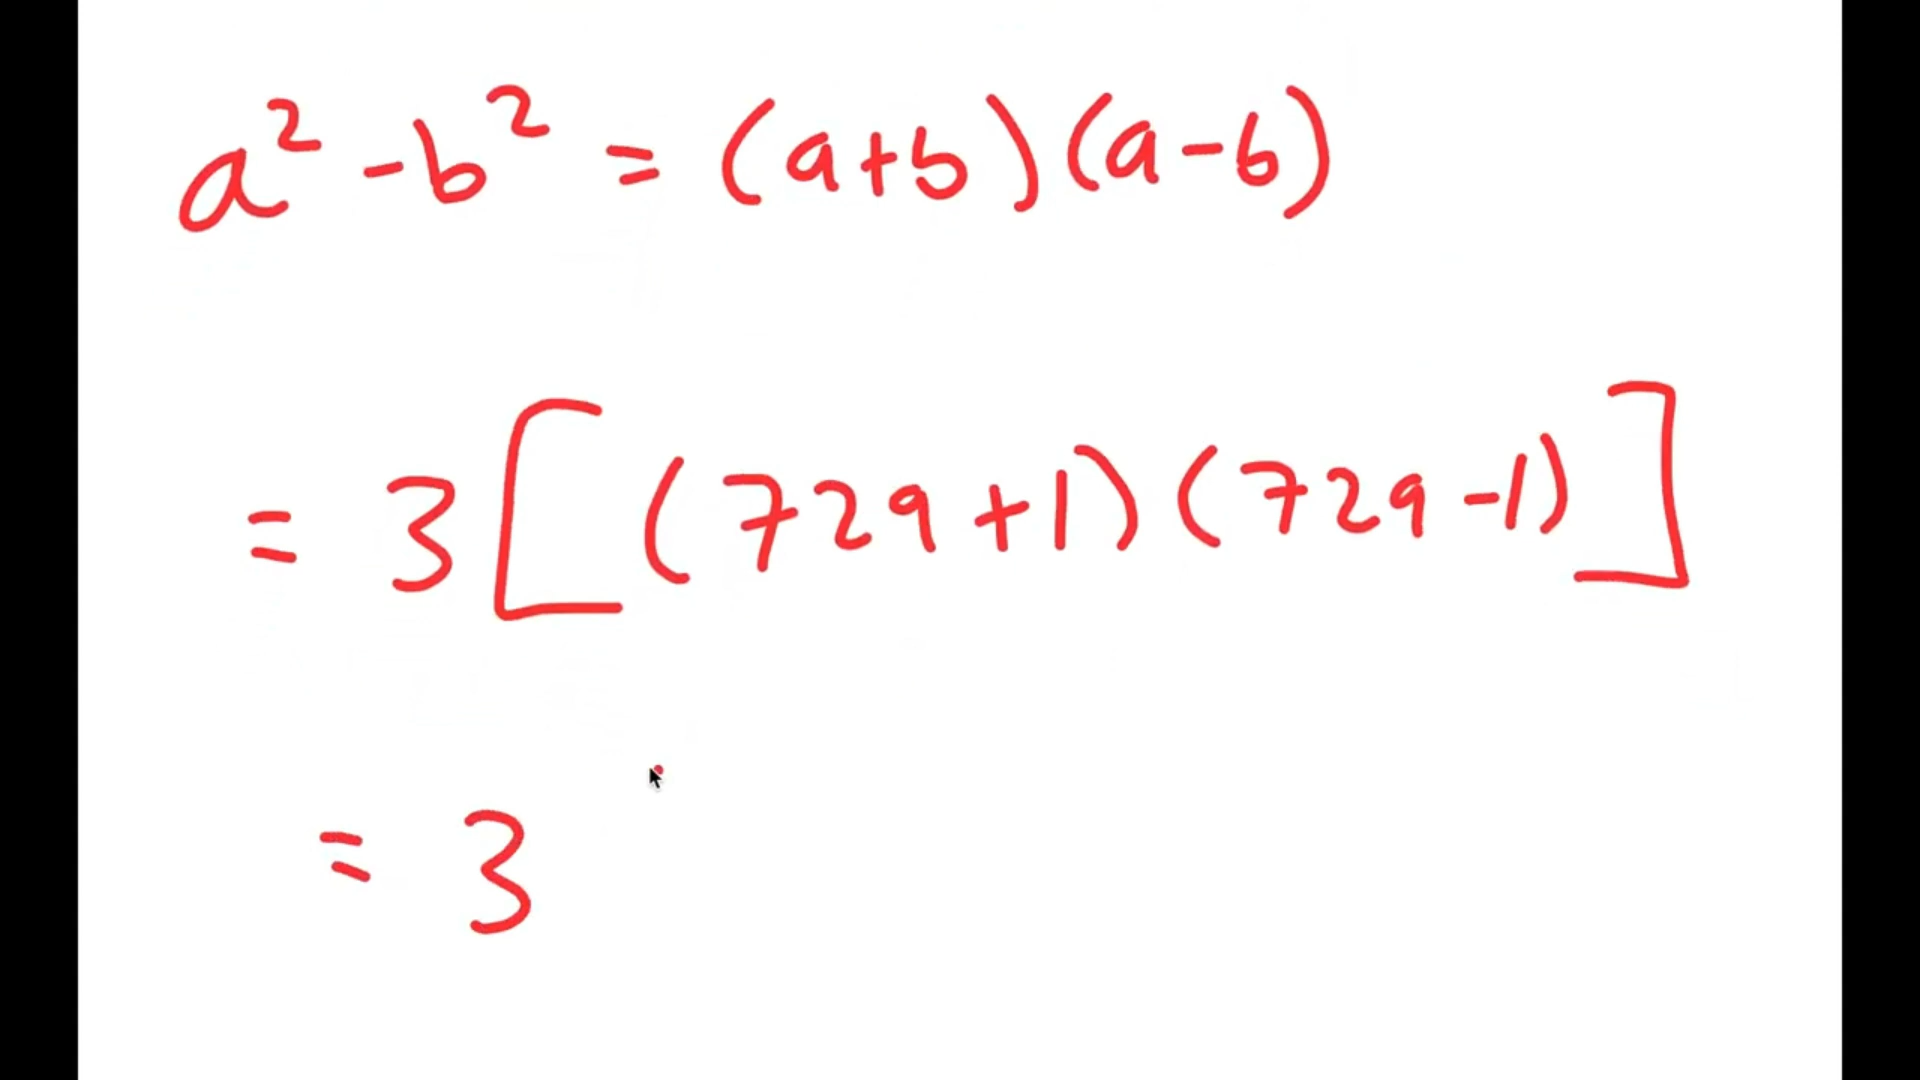 a² - b² = (a+b)(a-b)
= 3[(729+1)(729-1)]
= 3